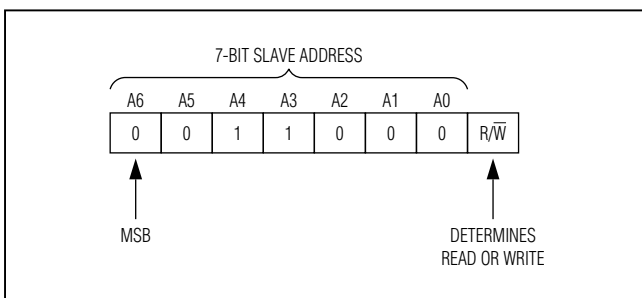 7-BIT SLAVE ADDRESS
A6 A5 A4 A3 A2 A1 A0
0 0 1 1 0 0 0 R/W̅
MSB
DETERMINES
READ OR WRITE